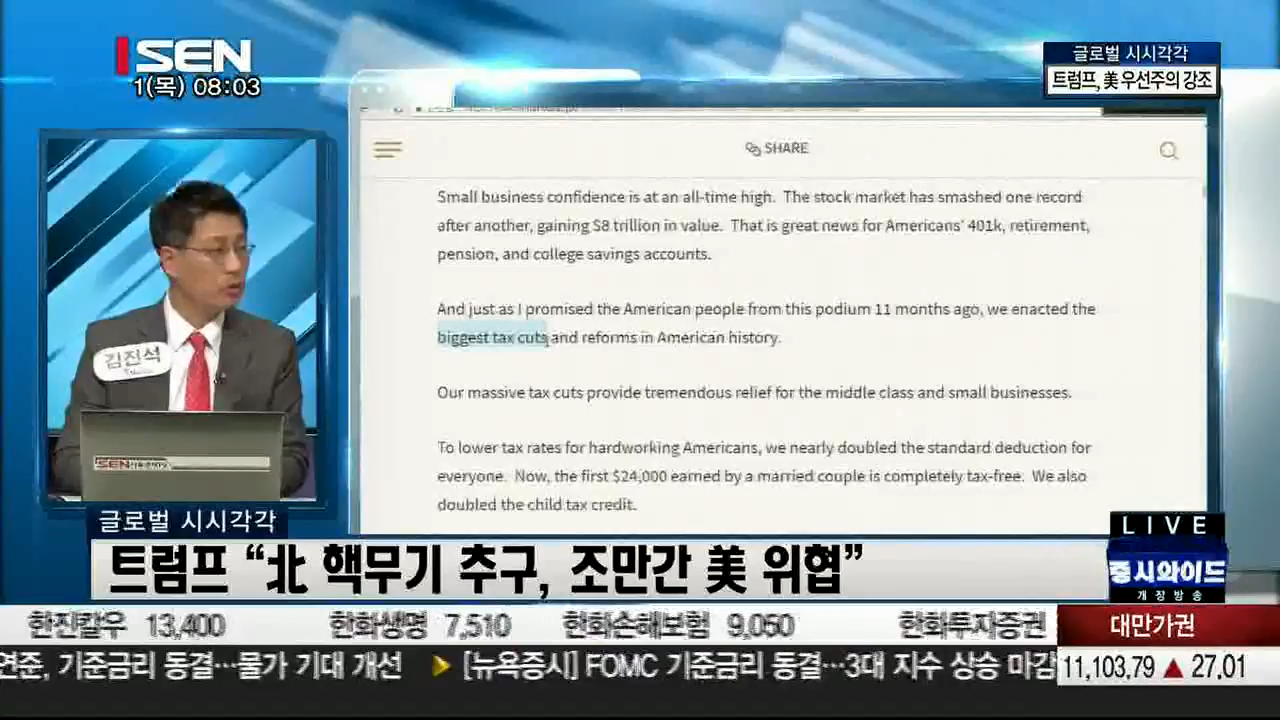 SEN
1(목) 08:03
글로벌 시시각각
트럼프, 美 우선주의 강조
SHARE
Small business confidence is at an all-time high. The stock market has smashed one record
after another, gaining $8 trillion in value. That is great news for Americans' 401k, retirement,
pension, and college savings accounts.
And just as I promised the American people from this podium 11 months ago, we enacted the
biggest tax cuts and reforms in American history.
Our massive tax cuts provide tremendous relief for the middle class and small businesses.
To lower tax rates for hardworking Americans, we nearly doubled the standard deduction for
everyone. Now, the first $24,000 earned by a married couple is completely tax-free. We also
doubled the child tax credit.
김진석
SEN
글로벌 시시각각
트럼프 “北 핵무기 추구, 조만간 美 위협”
LIVE
증시와이드
개장방송
한진칼우 13,400 한화생명 7,510 한화손해보험 9,050 한화투자증권
대만가권
연준, 기준금리 동결…물가 기대 개선 ▶ [뉴욕증시] FOMC 기준금리 동결…3대 지수 상승 마감
11,103.79 ▲ 27.01